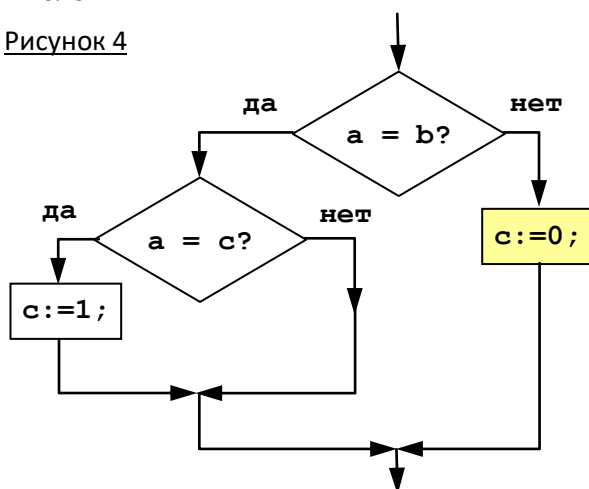 Рисунок 4
да
нет
a = b?
да
нет
a = c?
c:=0;
c:=1;